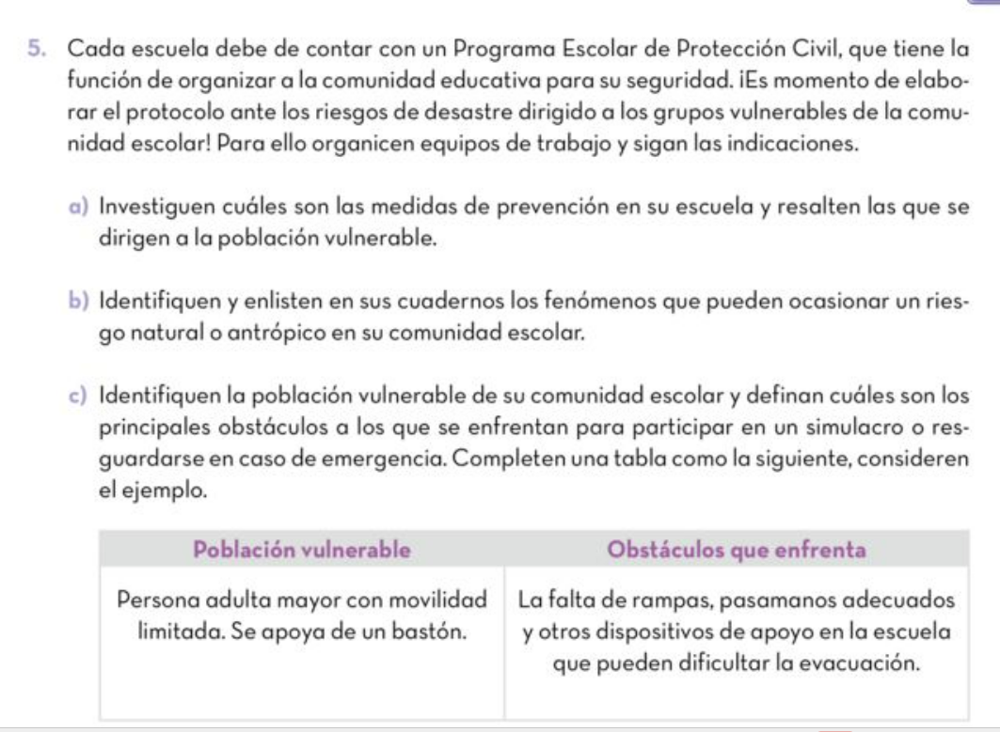 5. Cada escuela debe de contar con un Programa Escolar de Protección Civil, que tiene la
función de organizar a la comunidad educativa para su seguridad. ¡Es momento de elabo-
rar el protocolo ante los riesgos de desastre dirigido a los grupos vulnerables de la comu-
nidad escolar! Para ello organicen equipos de trabajo y sigan las indicaciones.
a) Investiguen cuáles son las medidas de prevención en su escuela y resalten las que se
dirigen a la población vulnerable.
b) Identifiquen y enlisten en sus cuadernos los fenómenos que pueden ocasionar un ries-
go natural o antrópico en su comunidad escolar.
c) Identifiquen la población vulnerable de su comunidad escolar y definan cuáles son los
principales obstáculos a los que se enfrentan para participar en un simulacro o res-
guardarse en caso de emergencia. Completen una tabla como la siguiente, consideren
el ejemplo.
Población vulnerable
Obstáculos que enfrenta
Persona adulta mayor con movilidad
limitada. Se apoya de un bastón.
La falta de rampas, pasamanos adecuados
y otros dispositivos de apoyo en la escuela
que pueden dificultar la evacuación.